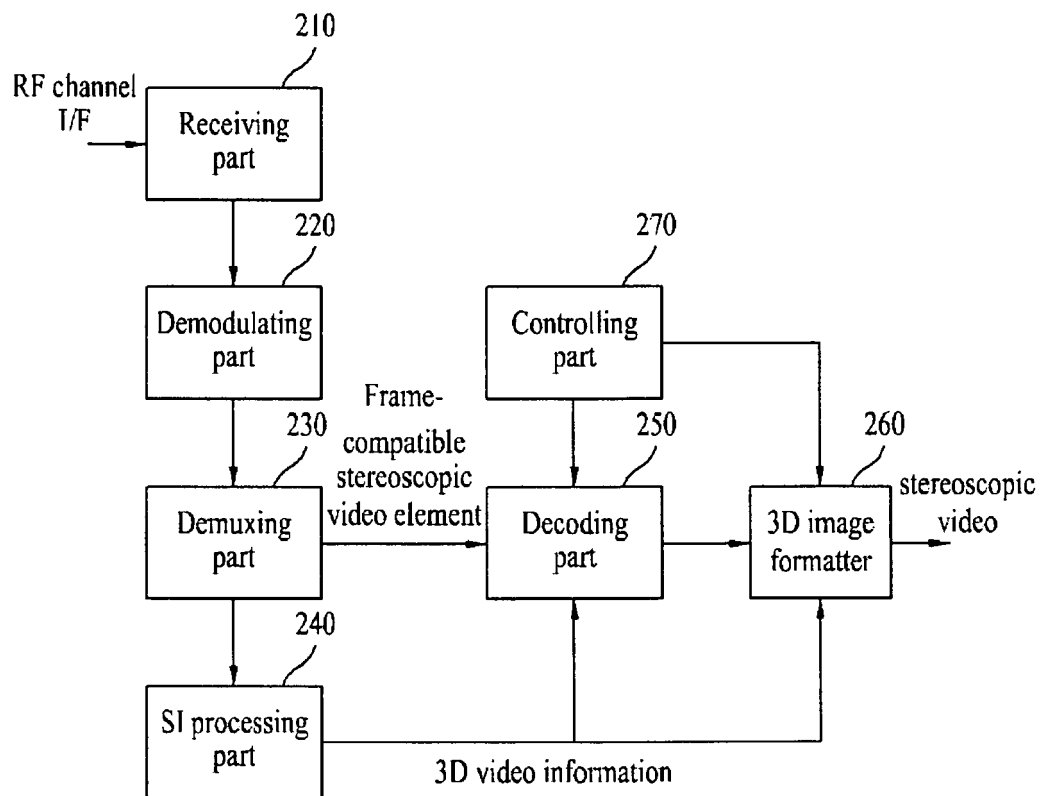 210
RF channel
I/F
Receiving
part
220
270
Demodulating
part
Controlling
part
230
Frame-
compatible
stereoscopic
video element
250
260
Demuxing
part
Decoding
part
3D image
formatter
stereoscopic
video
240
SI processing
part
3D video information